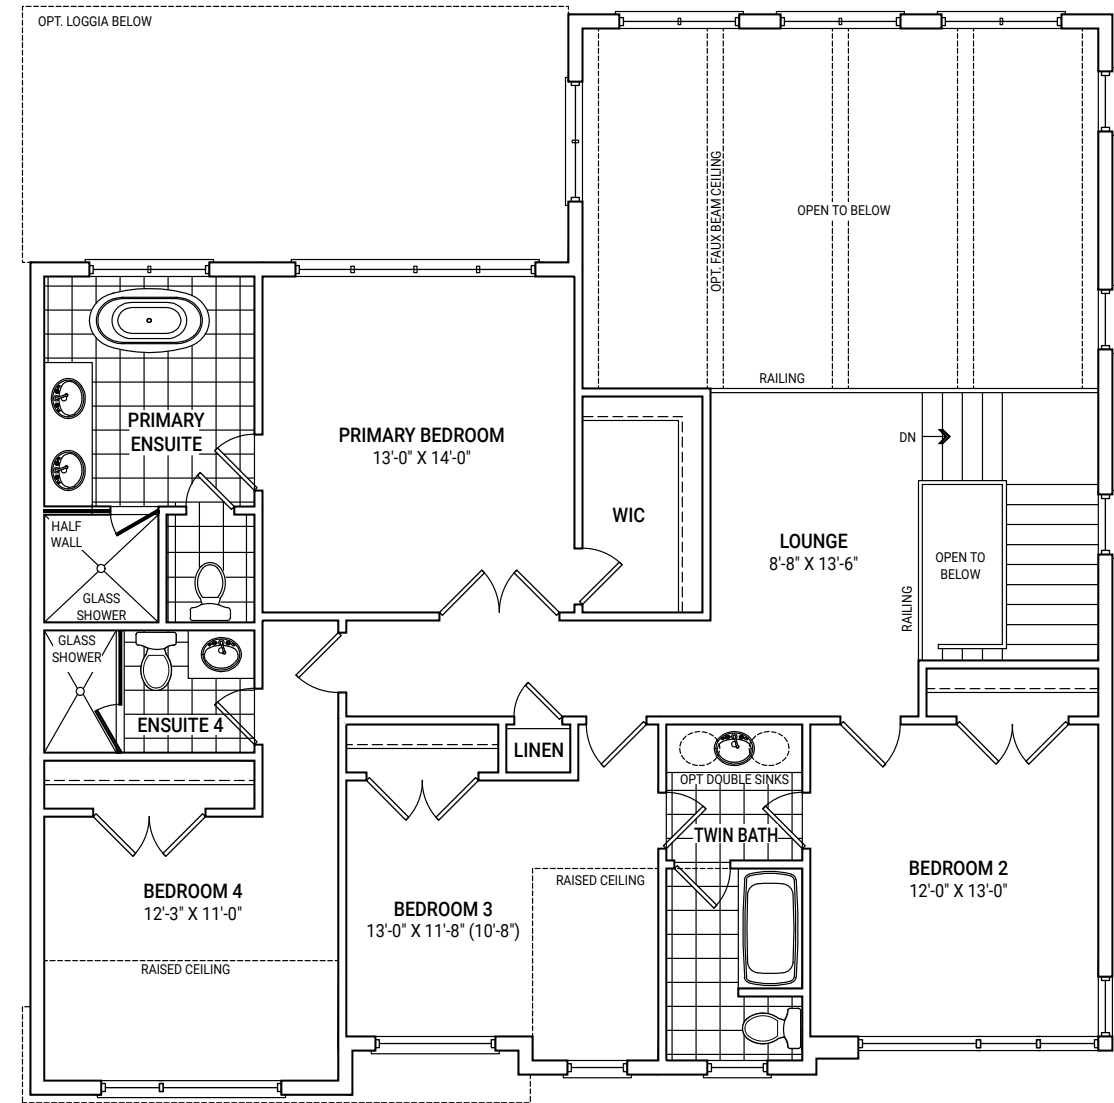 OPT. LOGGIA BELOW
OPT. FAUX BEAM CEILING
OPEN TO BELOW
RAILING
PRIMARY
ENSUITE
PRIMARY BEDROOM
13'-0" X 14'-0"
DN
WIC
HALF
WALL
LOUNGE
8'-8" X 13'-6"
OPEN TO
BELOW
GLASS
SHOWER
RAILING
GLASS
SHOWER
ENSUITE 4
LINEN
OPT DOUBLE SINKS
TWIN BATH
BEDROOM 4
12'-3" X 11'-0"
BEDROOM 3
13'-0" X 11'-8" (10'-8")
RAISED CEILING
BEDROOM 2
12'-0" X 13'-0"
RAISED CEILING